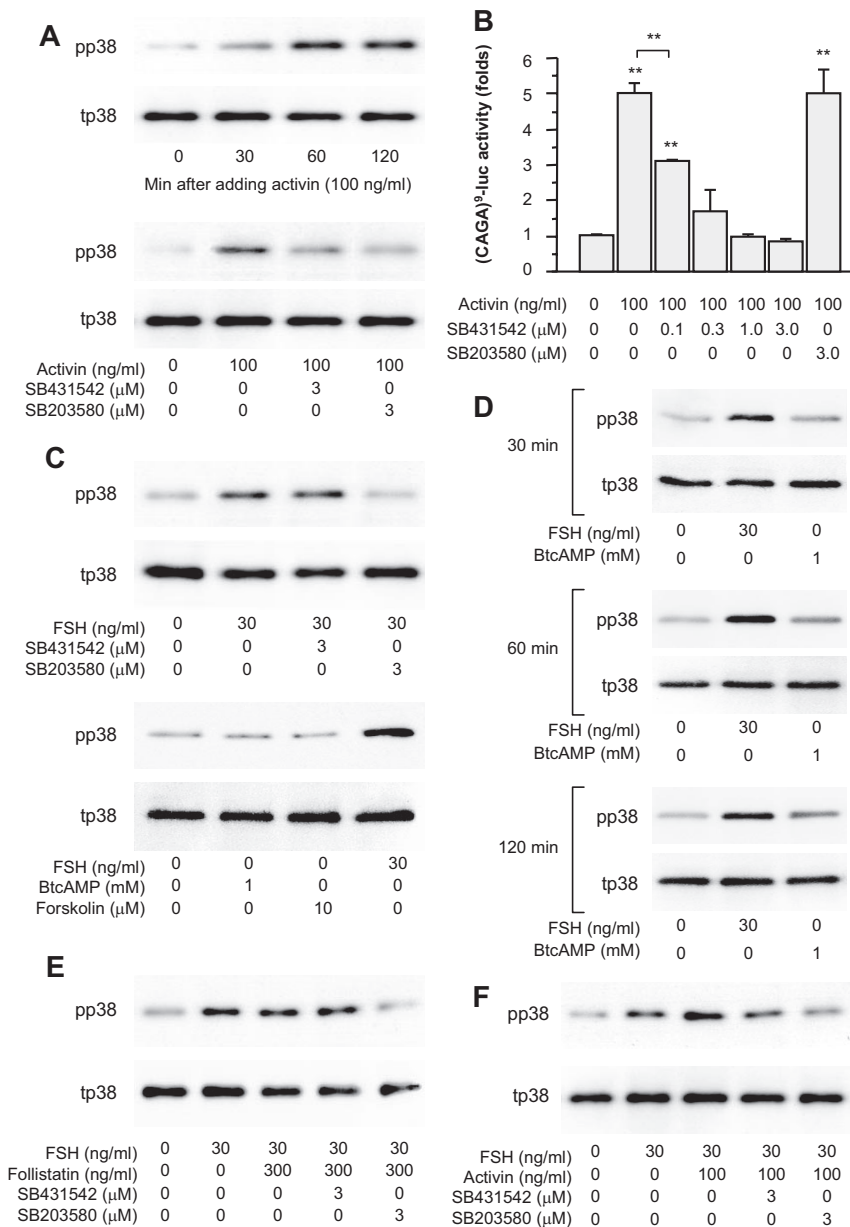 A
pp38
tp38
0 30 60 120
Min after adding activin (100 ng/ml)
pp38
tp38
Activin (ng/ml) 0 100 100 100
SB431542 (μM) 0 0 3 0
SB203580 (μM) 0 0 0 3
B
(CAGA)⁹-luc activity (folds)
6
5
4
3
2
1
0
**
**
**
**
Activin (ng/ml) 0 100 100 100 100 100 100
SB431542 (μM) 0 0 0.1 0.3 1.0 3.0 0
SB203580 (μM) 0 0 0 0 0 0 3.0
C
pp38
tp38
FSH (ng/ml) 0 30 30 30
SB431542 (μM) 0 0 3 0
SB203580 (μM) 0 0 0 3
pp38
tp38
FSH (ng/ml) 0 0 0 30
BtcAMP (mM) 0 1 0 0
Forskolin (μM) 0 0 10 0
D
30 min
pp38
tp38
FSH (ng/ml) 0 30 0
BtcAMP (mM) 0 0 1
60 min
pp38
tp38
FSH (ng/ml) 0 30 0
BtcAMP (mM) 0 0 1
120 min
pp38
tp38
FSH (ng/ml) 0 30 0
BtcAMP (mM) 0 0 1
E
pp38
tp38
FSH (ng/ml) 0 30 30 30 30
Follistatin (ng/ml) 0 0 300 300 300
SB431542 (μM) 0 0 0 3 0
SB203580 (μM) 0 0 0 0 3
F
pp38
tp38
FSH (ng/ml) 0 30 30 30 30
Activin (ng/ml) 0 0 100 100 100
SB431542 (μM) 0 0 0 3 0
SB203580 (μM) 0 0 0 0 3